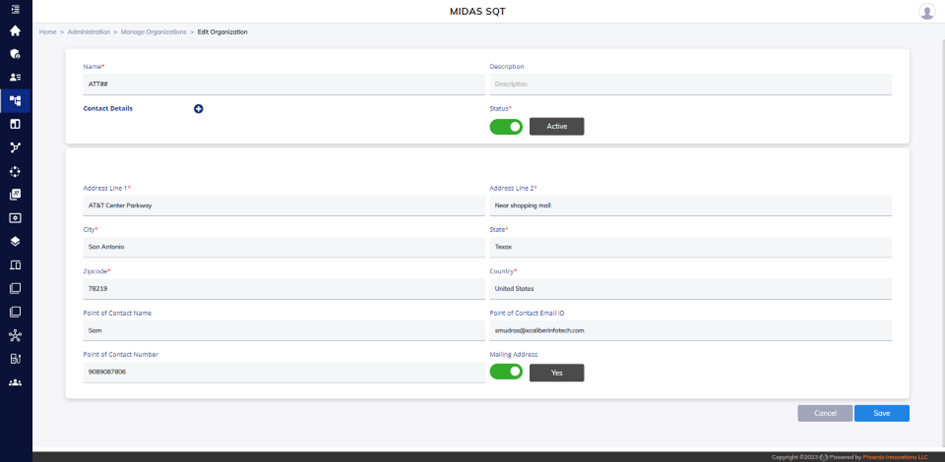 MIDAS SQT
Home > Administration > Manage Organizations > Edit Organization
Name* Description
ATT## Description
Contact Details Status*
Active
Address Line 1* Address Line 2*
AT&T Center Parkway Near shopping mall
City* State*
San Antonio Texas
Zipcode* Country*
78219 United States
Point of Contact Name Point of Contact Email ID
Sam smudras@xcaliberinfotech.com
Point of Contact Number Mailing Address
9089087806 Yes
Cancel Save
Copyright ©2023 Powered by Phoenix Innovations LLC